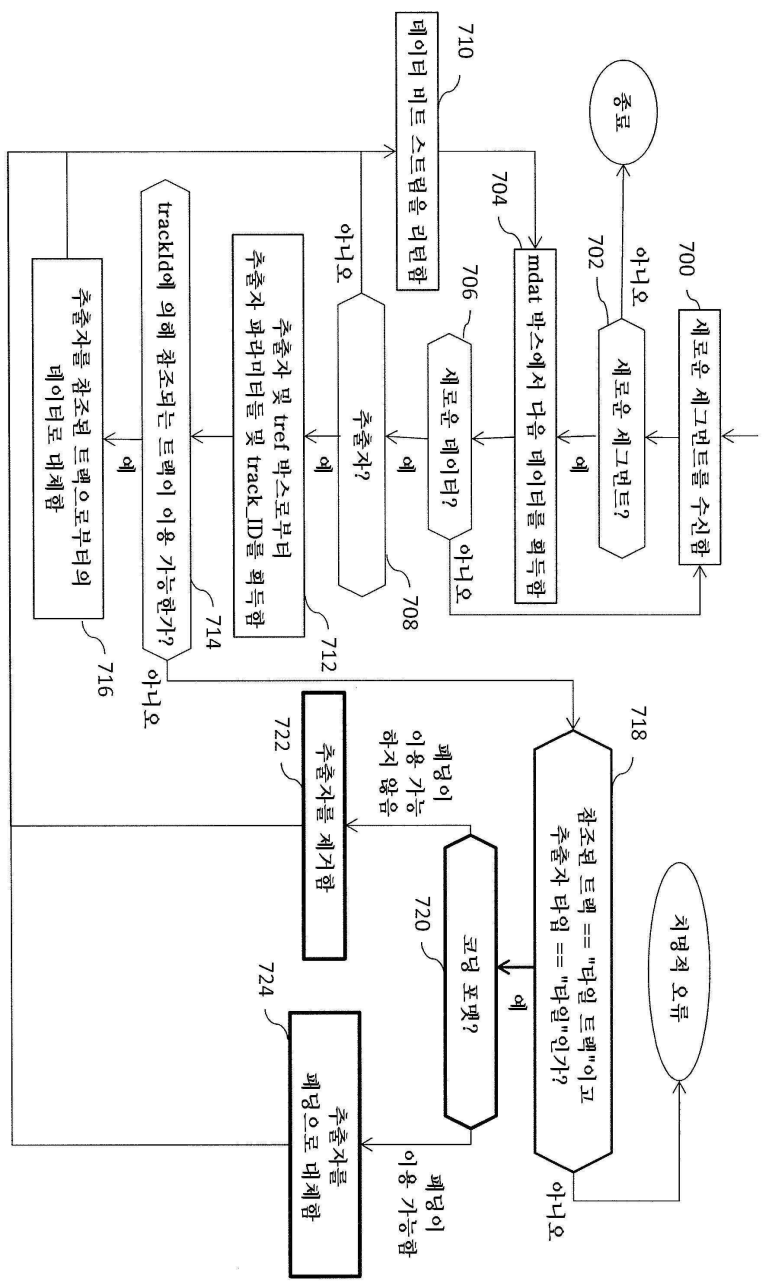 700
새로운 세그먼트를 수신함
702
새로운 세그먼트?
아니오
종료
예
704
mdat 박스에서 다음 데이터를 획득함
706
새로운 데이터?
아니오
예
708
추출자?
아니오
710
데이터 비트 스트림을 리턴함
예
712
추출자 및 tref 박스로부터
추출자 파라미터들 및 track_ID를 획득함
714
trackId에 의해 참조되는 트랙이 이용 가능한가?
아니오
예
716
추출자를 참조된 트랙으로부터의
데이터로 대체함
718
참조된 트랙 == "타일 트랙"이고
추출자 타임 == "타일"인가?
아니오
치명적 오류
예
720
코딩 포맷?
패딩이
이용 가능
하지 않음
722
추출자를 제거함
패딩이
이용 가능함
724
추출자를
패딩으로 대체함